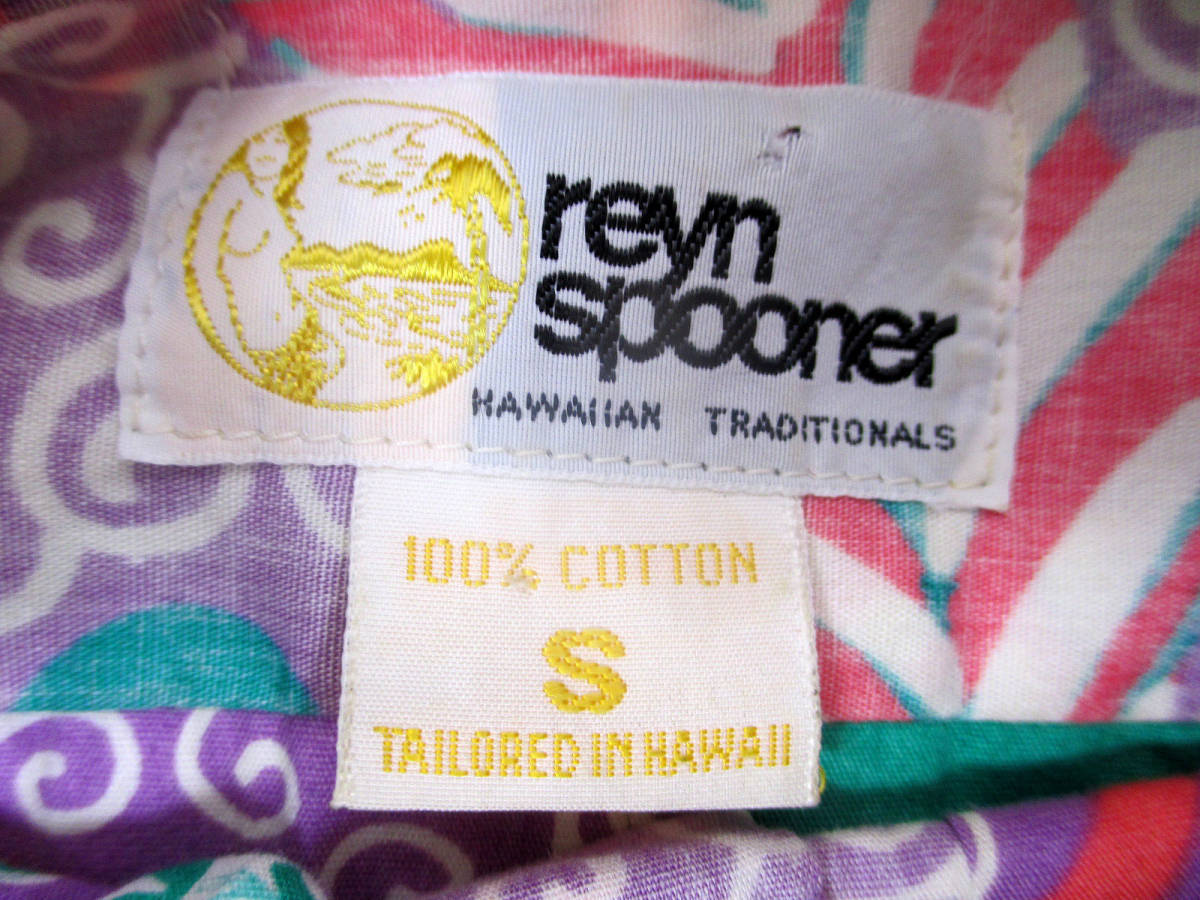 reyn
spooner
HAWAIIAN TRADITIONALS
100% COTTON
S
TAILORED IN HAWAII